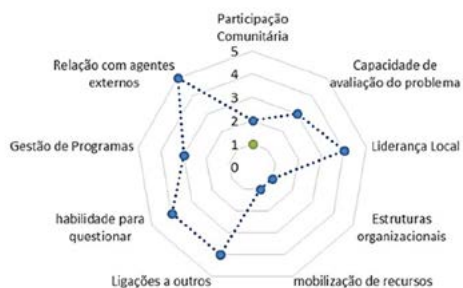 Participação
Comunitária
5
4
3
2
1
0
Capacidade de
avaliação do problema
Liderança Local
Estruturas
organizacionais
mobilização de recursos
Ligações a outros
habilidade para
questionar
Gestão de Programas
Relação com agentes
externos